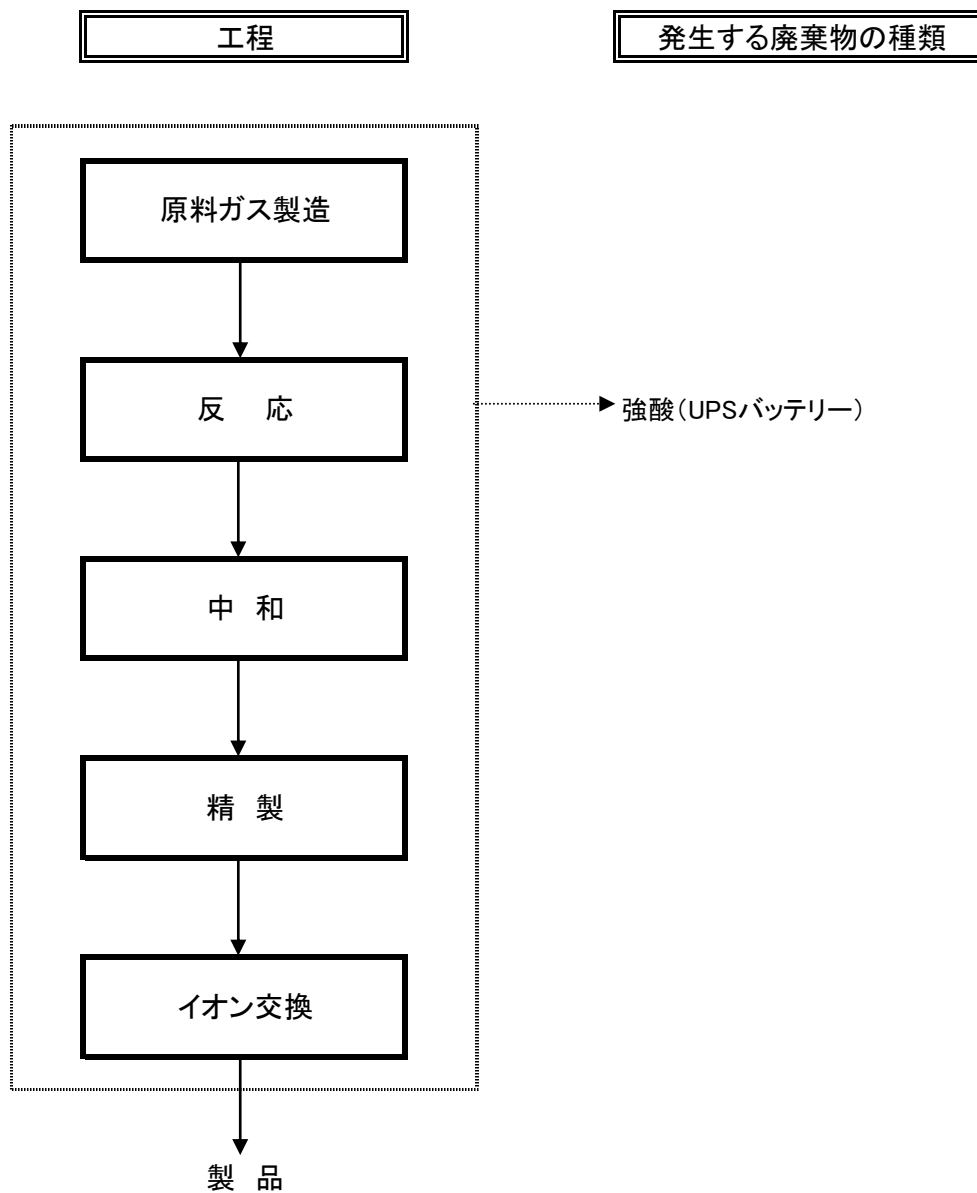 工程
発生する廃棄物の種類
原料ガス製造
反 応
強酸(UPSバッテリー)
中 和
精 製
イオン交換
製 品